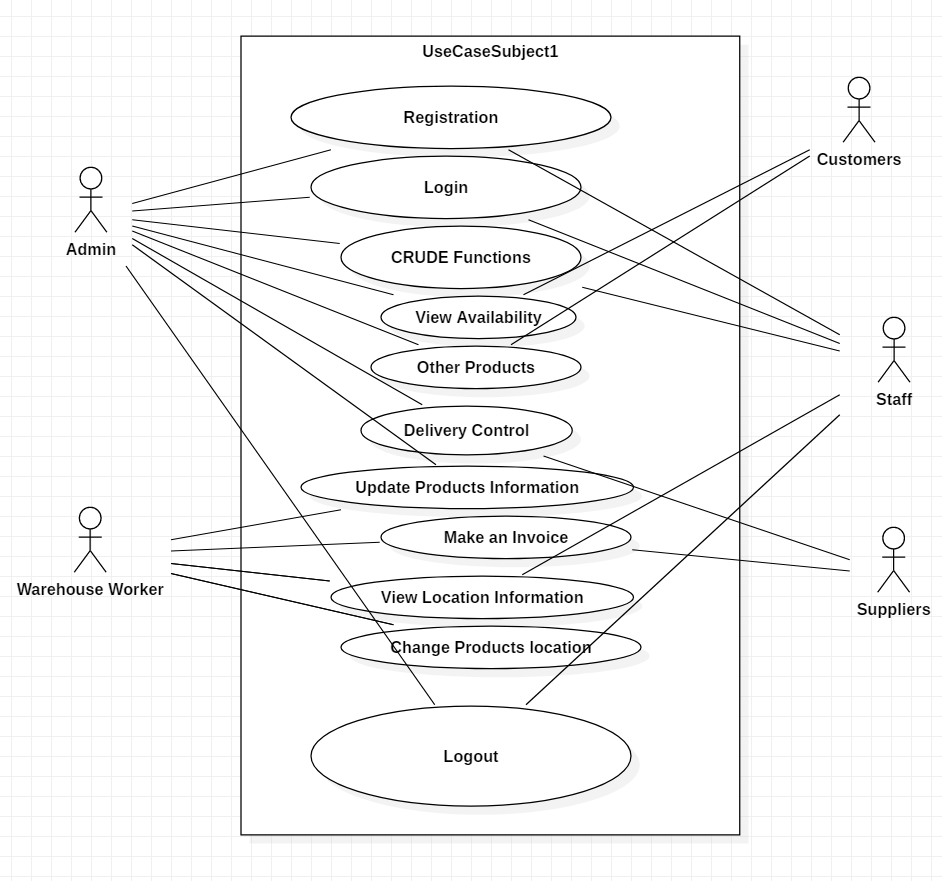 UseCaseSubject1
Registration
Login
CRUDE Functions
View Availability
Other Products
Delivery Control
Update Products Information
Make an Invoice
View Location Information
Change Products location
Logout
Admin
Warehouse Worker
Customers
Staff
Suppliers